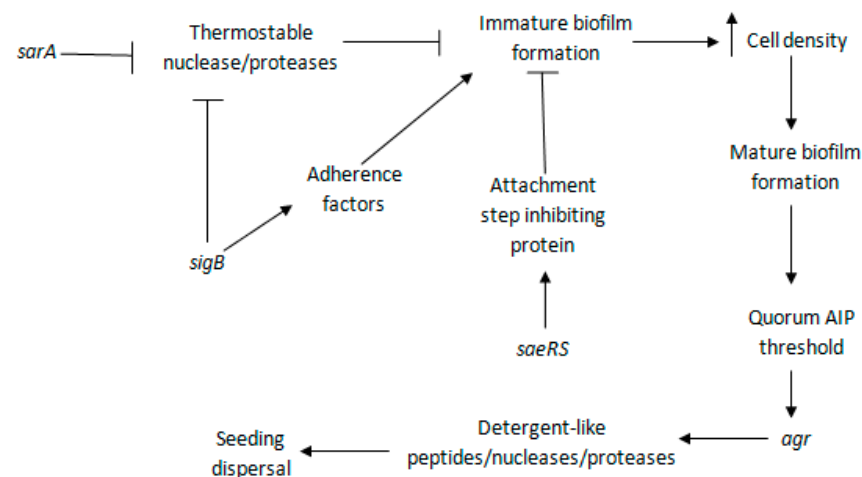 sarA
Thermostable
nuclease/proteases
Immature biofilm
formation
Cell density
Mature biofilm
formation
Adherence
factors
Attachment
step inhibiting
protein
sigB
Quorum AIP
threshold
saeRS
Seeding
dispersal
Detergent-like
peptides/nucleases/proteases
agr